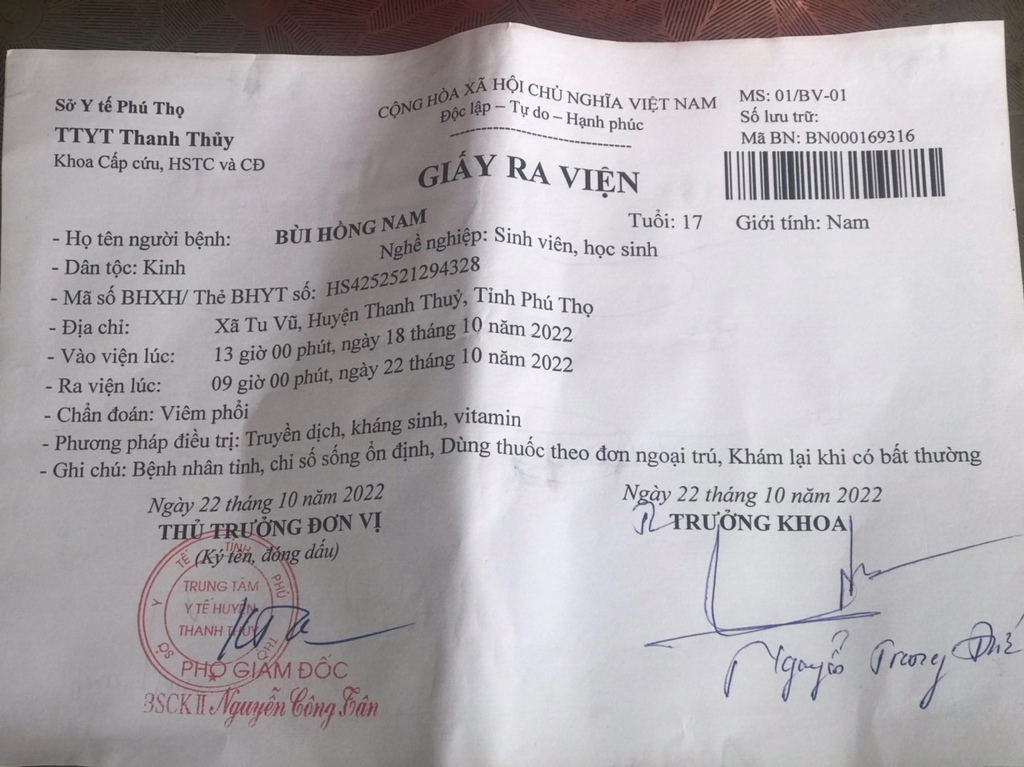 Sở Y tế Phú Thọ
TTYT Thanh Thủy
Khoa Cấp cứu, HSTC và CĐ
CỘNG HÒA XÃ HỘI CHỦ NGHĨA VIỆT NAM
Độc lập – Tự do – Hạnh phúc
MS: 01/BV-01
Số lưu trữ:
Mã BN: BN000169316
GIẤY RA VIỆN
- Họ tên người bệnh: BÙI HỒNG NAM Tuổi: 17 Giới tính: Nam
- Dân tộc: Kinh Nghề nghiệp: Sinh viên, học sinh
- Mã số BHXH/ Thẻ BHYT số: HS4252521294328
- Địa chỉ: Xã Tu Vũ, Huyện Thanh Thuỷ, Tỉnh Phú Thọ
- Vào viện lúc: 13 giờ 00 phút, ngày 18 tháng 10 năm 2022
- Ra viện lúc: 09 giờ 00 phút, ngày 22 tháng 10 năm 2022
- Chẩn đoán: Viêm phổi
- Phương pháp điều trị: Truyền dịch, kháng sinh, vitamin
- Ghi chú: Bệnh nhân tỉnh, chỉ số sống ổn định, Dùng thuốc theo đơn ngoại trú, Khám lại khi có bất thường
Ngày 22 tháng 10 năm 2022
THỦ TRƯỞNG ĐƠN VỊ
(Ký tên, đóng dấu)
SỞ Y TẾ TỈNH PHÚ THỌ
TRUNG TÂM
Y TẾ HUYỆN
THANH THỦY
PHÓ GIÁM ĐỐC
BSCK II Nguyễn Công Tân
Ngày 22 tháng 10 năm 2022
TRƯỞNG KHOA
Nguyễn Trung